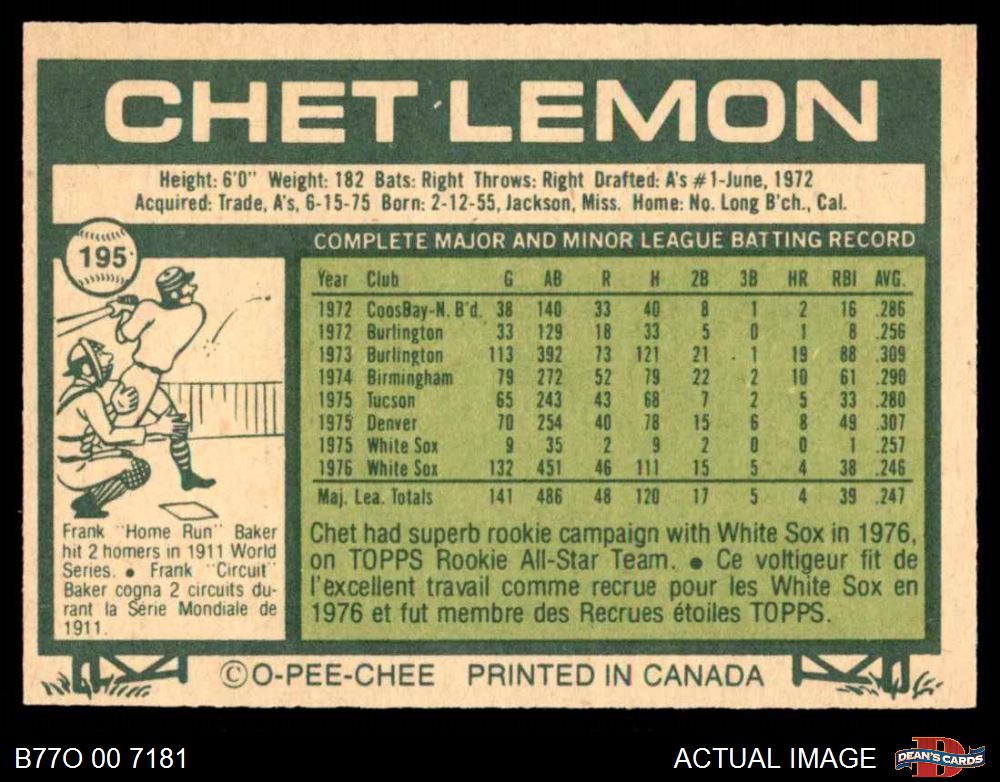 CHET LEMON
Height: 6'0" Weight: 182 Bats: Right Throws: Right Drafted: A's #1-June, 1972
Acquired: Trade, A's, 6-15-75 Born: 2-12-55, Jackson, Miss. Home: No. Long B'ch., Cal.
195
COMPLETE MAJOR AND MINOR LEAGUE BATTING RECORD
Year Club G AB R H 2B 3B HR RBI AVG.
1972 CoosBay-N. B'd. 38 140 33 40 8 1 2 16 .286
1972 Burlington 33 129 18 33 5 0 1 8 .256
1973 Burlington 113 392 73 121 21 1 19 88 .309
1974 Birmingham 79 272 52 79 22 2 10 61 .290
1975 Tucson 65 243 43 68 7 2 5 33 .280
1975 Denver 70 254 40 78 15 6 8 49 .307
1975 White Sox 9 35 2 9 2 0 0 1 .257
1976 White Sox 132 451 46 111 15 5 4 38 .246
Maj. Lea. Totals 141 486 48 120 17 5 4 39 .247
Frank "Home Run" Baker
hit 2 homers in 1911 World
Series. ● Frank "Circuit"
Baker cogna 2 circuits du-
rant la Série Mondiale de
1911.
Chet had superb rookie campaign with White Sox in 1976,
on TOPPS Rookie All-Star Team. ● Ce voltigeur fit de
l'excellent travail comme recrue pour les White Sox en
1976 et fut membre des Recrues étoiles TOPPS.
©O-PEE-CHEE PRINTED IN CANADA
B77O 00 7181
ACTUAL IMAGE
D
DEAN'S CARDS